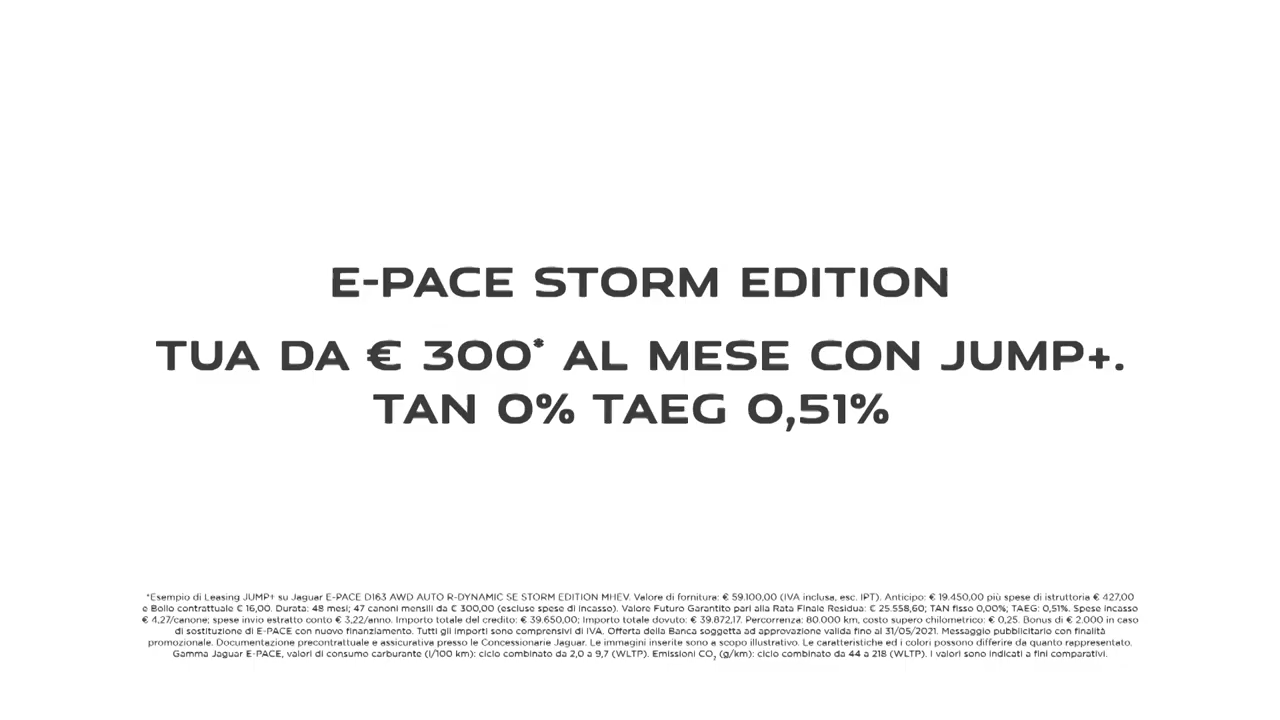 E-PACE STORM EDITION
TUA DA € 300* AL MESE CON JUMP+.
TAN 0% TAEG 0,51%
*Esempio di Leasing JUMP+ su Jaguar E-PACE D163 AWD AUTO R-DYNAMIC SE STORM EDITION MHEV. Valore di fornitura: € 59.100,00 (IVA inclusa, esc. IPT). Anticipo: € 19.450,00 più spese di istruttoria € 427,00
e Bollo contrattuale € 16,00. Durata: 48 mesi; 47 canoni mensili da € 300,00 (escluse spese di incasso). Valore Futuro Garantito pari alla Rata Finale Residua: € 25.558,60; TAN fisso 0,00%; TAEG: 0,51%. Spese incasso
€ 4,27/canone; spese invio estratto conto € 3,22/anno. Importo totale del credito: € 39.650,00; Importo totale dovuto: € 39.872,17. Percorrenza: 80.000 km, costo supero chilometrico: € 0,25. Bonus di € 2.000 in caso
di sostituzione di E-PACE con nuovo finanziamento. Tutti gli importi sono comprensivi di IVA. Offerta della Banca soggetta ad approvazione valida fino al 31/05/2021. Messaggio pubblicitario con finalità
promozionale. Documentazione precontrattuale e assicurativa presso le Concessionarie Jaguar. Le immagini inserite sono a scopo illustrativo. Le caratteristiche ed i colori possono differire da quanto rappresentato.
Gamma Jaguar E-PACE, valori di consumo carburante (l/100 km): ciclo combinato da 2,0 a 9,7 (WLTP). Emissioni CO₂ (g/km): ciclo combinato da 44 a 218 (WLTP). I valori sono indicati a fini comparativi.